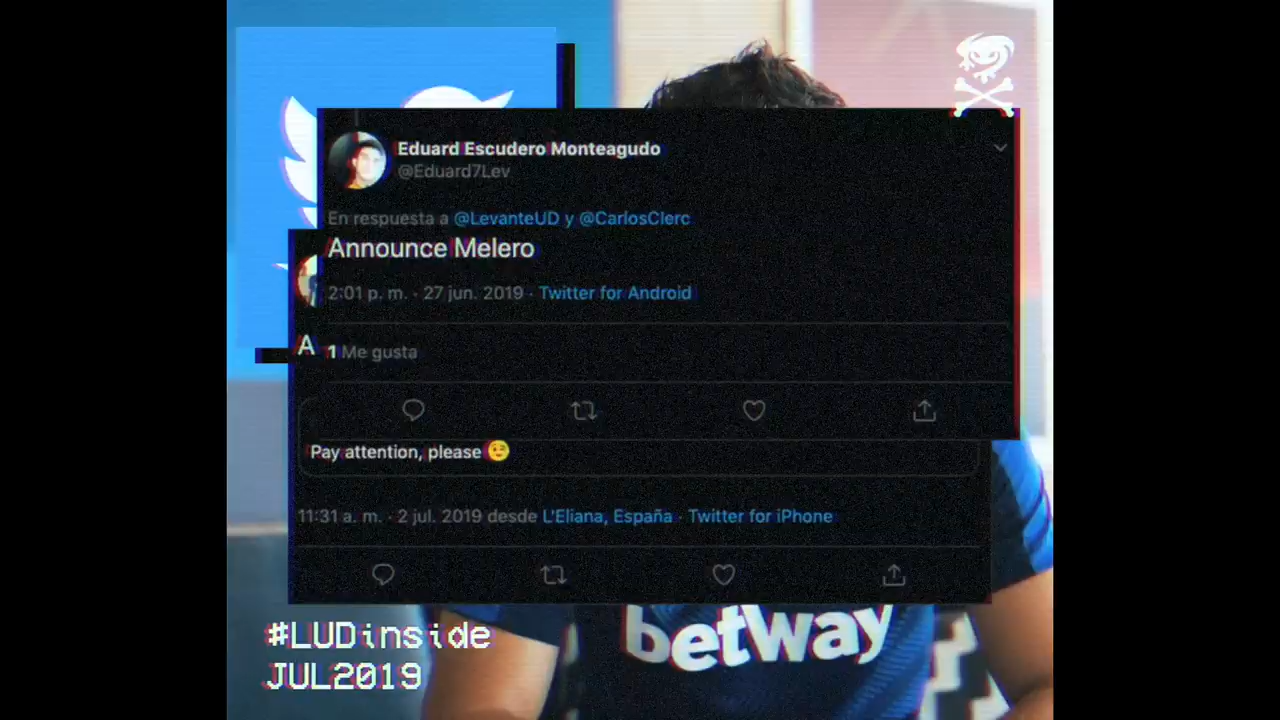 Eduard Escudero Monteagudo
@Eduard7Lev
En respuesta a @LevanteUD y @CarlosClerc
Announce Melero
2:01 p. m. · 27 jun. 2019 · Twitter for Android
A
1 Me gusta
Pay attention, please 🤨
11:31 a. m. · 2 jul. 2019 desde L'Eliana, España · Twitter for iPhone
betway
#LUDinside
JUL2019